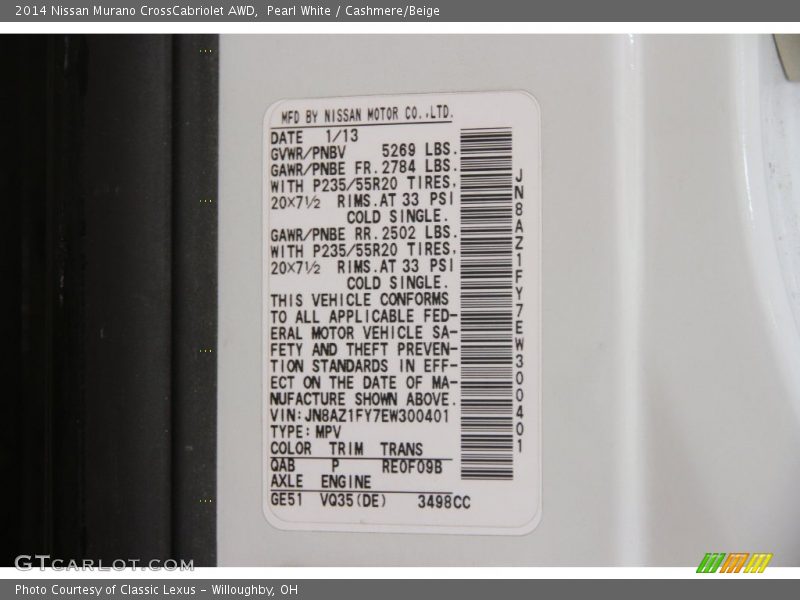 2014 Nissan Murano CrossCabriolet AWD,  Pearl White / Cashmere/Beige
MFD BY NISSAN MOTOR CO.,LTD.
DATE 1/13
GVWR/PNBV 5269 LBS.
GAWR/PNBE FR. 2784 LBS.
WITH P235/55R20 TIRES,
20×7½ RIMS. AT 33 PSI
COLD SINGLE.
GAWR/PNBE RR. 2502 LBS.
WITH P235/55R20 TIRES,
20×7½ RIMS. AT 33 PSI
COLD SINGLE.
THIS VEHICLE CONFORMS
TO ALL APPLICABLE FED-
ERAL MOTOR VEHICLE SA-
FETY AND THEFT PREVEN-
TION STANDARDS IN EFF-
ECT ON THE DATE OF MA-
NUFACTURE SHOWN ABOVE.
VIN: JN8AZ1FY7EW300401
TYPE: MPV
COLOR TRIM TRANS
QAB P RE0F09B
AXLE ENGINE
GE51 VQ35(DE) 3498CC
JN8AZ1FY7EW300401
GTCARLOT.COM
Photo Courtesy of Classic Lexus - Willoughby, OH